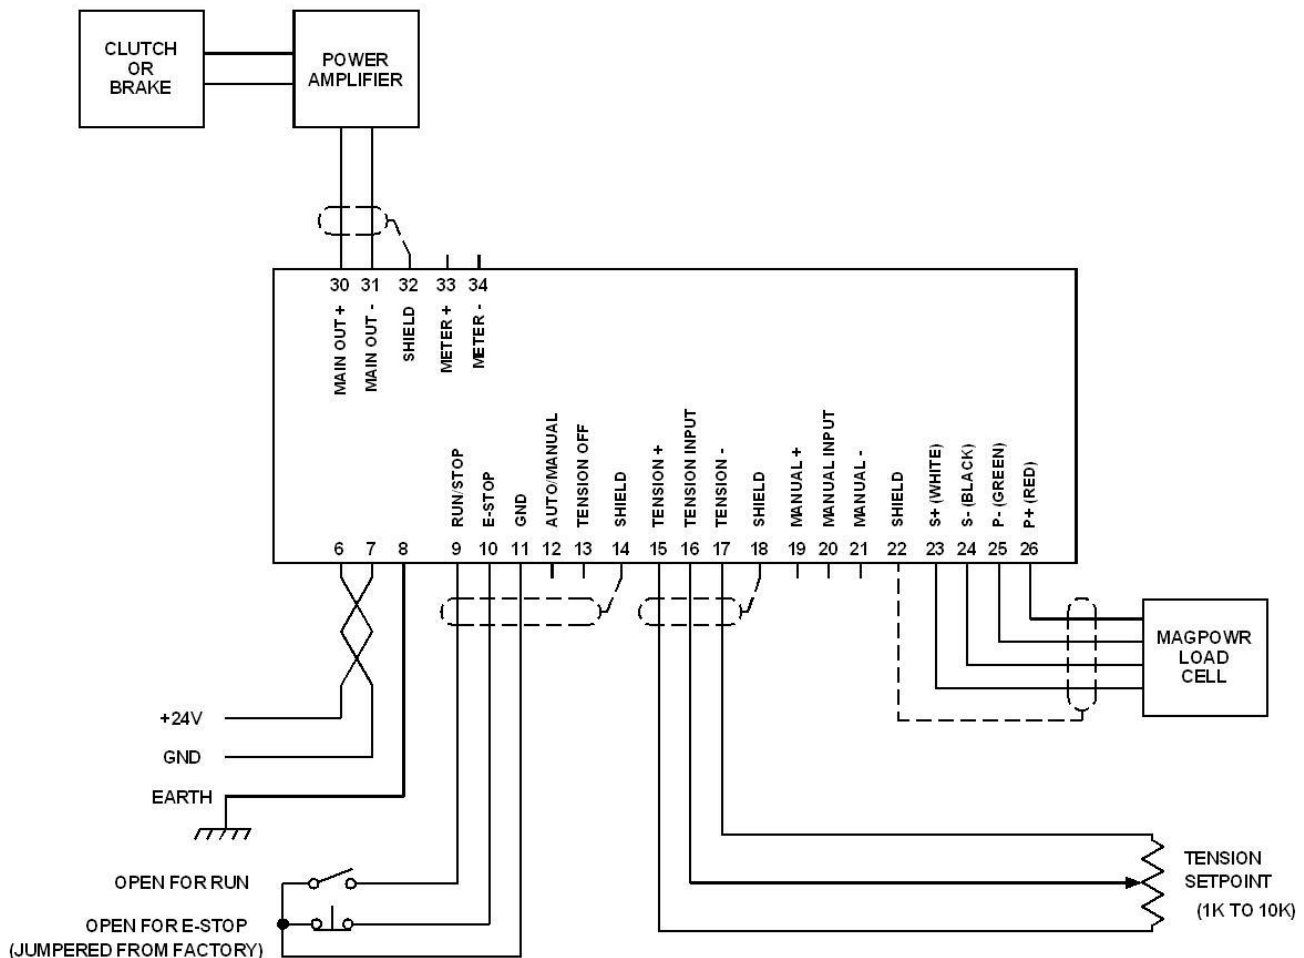 CLUTCH
OR
BRAKE
POWER
AMPLIFIER
30 31 32 33 34
MAIN OUT +
MAIN OUT -
SHIELD
METER +
METER -
RUN/STOP
E-STOP
GND
AUTO/MANUAL
TENSION OFF
SHIELD
TENSION +
TENSION INPUT
TENSION -
SHIELD
MANUAL +
MANUAL INPUT
MANUAL -
SHIELD
S+ (WHITE)
S- (BLACK)
P- (GREEN)
P+ (RED)
6 7 8 9 10 11 12 13 14 15 16 17 18 19 20 21 22 23 24 25 26
MAGPOWR
LOAD
CELL
+24V
GND
EARTH
OPEN FOR RUN
OPEN FOR E-STOP
(JUMPERED FROM FACTORY)
TENSION
SETPOINT
(1K TO 10K)